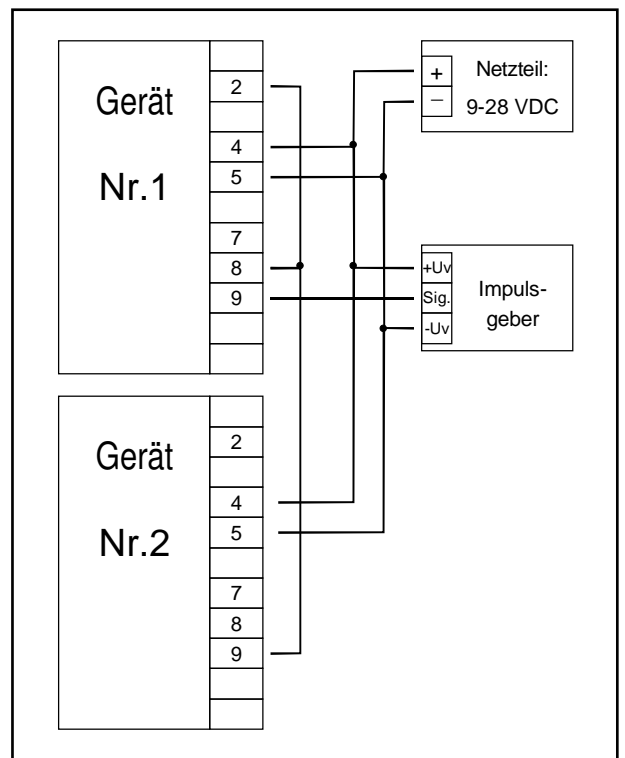 Gerät
Nr.1
2
4
5
7
8
9
+
–
Netzteil:
9-28 VDC
+Uv
Sig.
-Uv
Impuls-
geber
Gerät
Nr.2
2
4
5
7
8
9